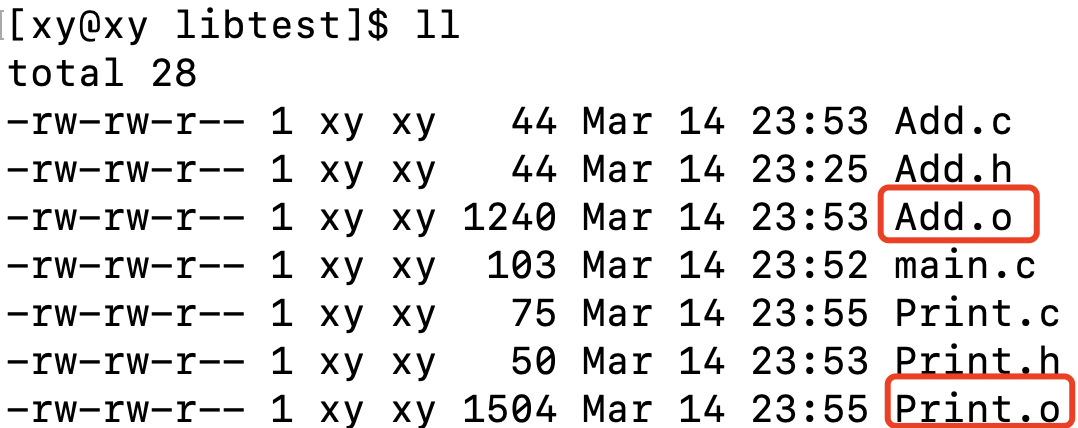 [xy@xy libtest]$ ll
total 28
-rw-rw-r-- 1 xy xy   44 Mar 14 23:53 Add.c
-rw-rw-r-- 1 xy xy   44 Mar 14 23:25 Add.h
-rw-rw-r-- 1 xy xy 1240 Mar 14 23:53 Add.o
-rw-rw-r-- 1 xy xy  103 Mar 14 23:52 main.c
-rw-rw-r-- 1 xy xy   75 Mar 14 23:55 Print.c
-rw-rw-r-- 1 xy xy   50 Mar 14 23:53 Print.h
-rw-rw-r-- 1 xy xy 1504 Mar 14 23:55 Print.o